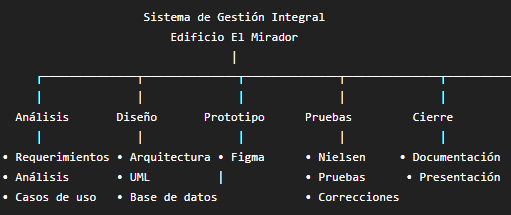 Sistema de Gestión Integral
Edificio El Mirador
Análisis Diseño Prototipo Pruebas Cierre
• Requerimientos • Arquitectura • Figma • Nielsen • Documentación
• Análisis • UML • Pruebas • Presentación
• Casos de uso • Base de datos • Correcciones